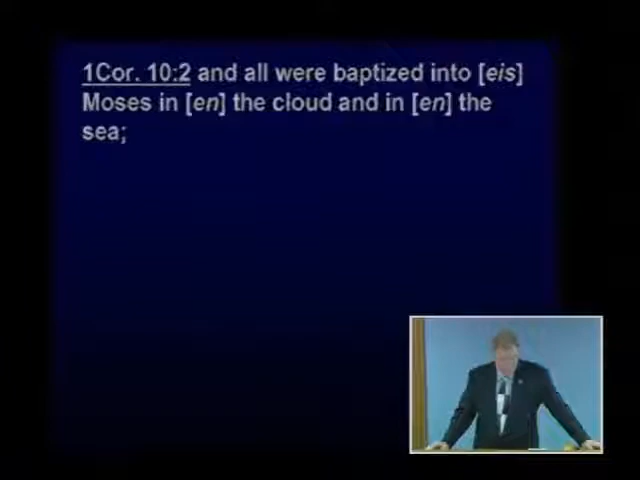 1Cor. 10:2 and all were baptized into [eis]
Moses in [en] the cloud and in [en] the
sea;